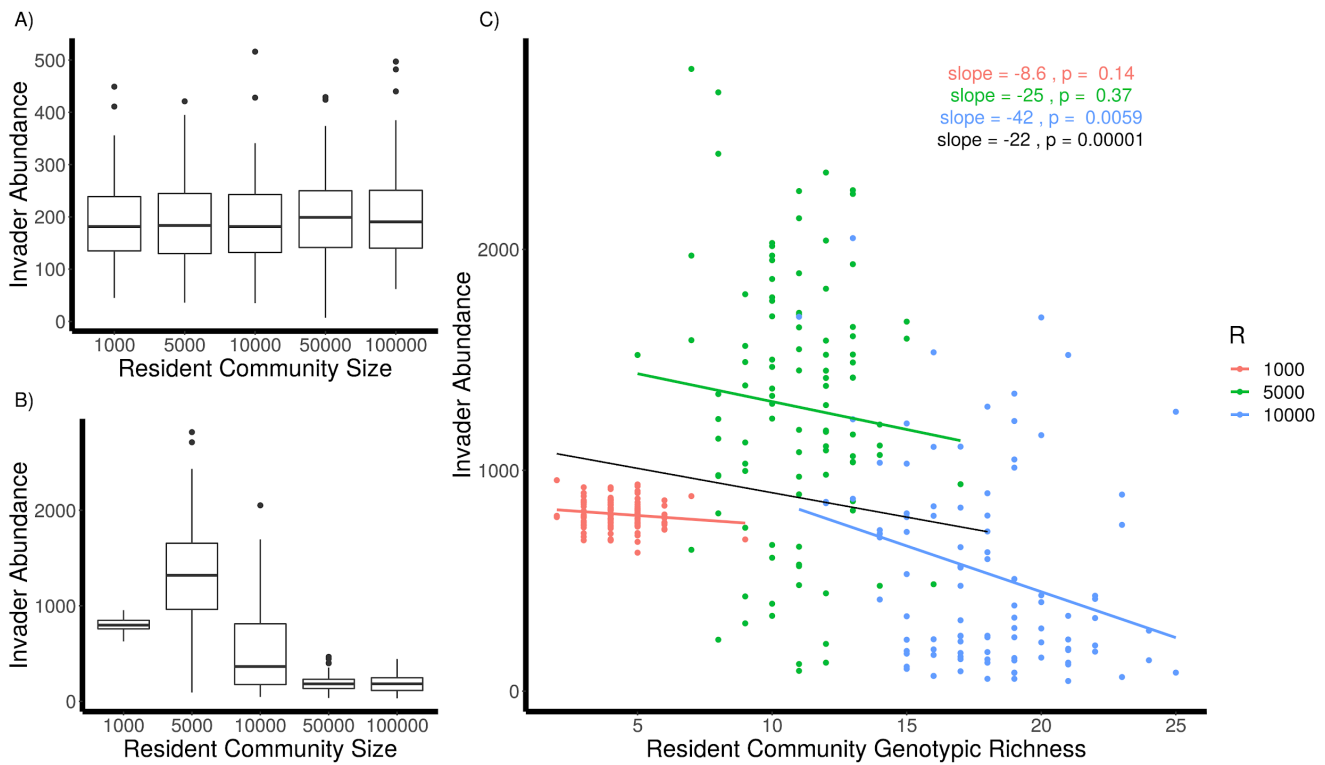 A)
Invader Abundance
500
400
300
200
100
0
1000 5000 10000 50000 100000
Resident Community Size
B)
Invader Abundance
2000
1000
0
1000 5000 10000 50000 100000
Resident Community Size
C)
Invader Abundance
2000
1000
0
slope = -8.6 , p = 0.14
slope = -25 , p = 0.37
slope = -42 , p = 0.0059
slope = -22 , p = 0.00001
5 10 15 20 25
Resident Community Genotypic Richness
R
1000
5000
10000